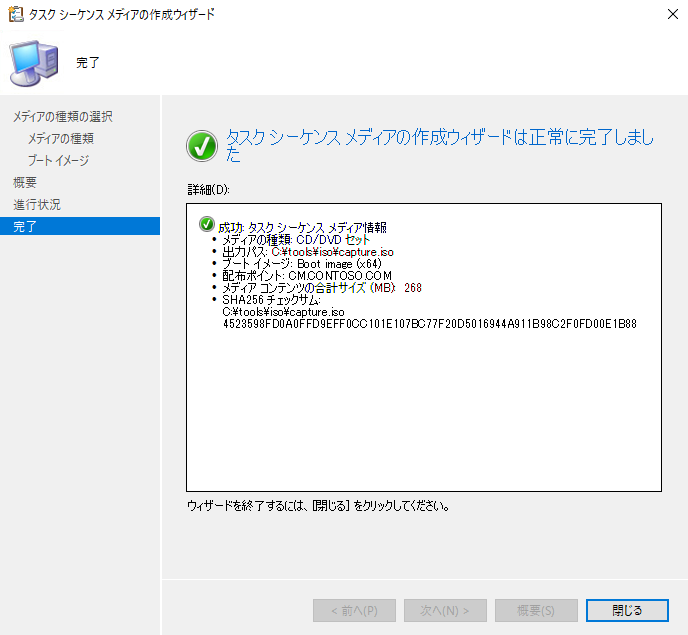 タスク シーケンス メディアの作成ウィザード
完了
メディアの種類の選択
メディアの種類
ブート イメージ
概要
進行状況
完了
タスク シーケンス メディアの作成ウィザードは正常に完了しまし
た
詳細(D):
成功: タスク シーケンス メディア情報
• メディアの種類: CD/DVD セット
• 出力パス: C:¥tools¥iso¥capture.iso
• ブート イメージ: Boot image (x64)
• 配布ポイント: CM.CONTOSO.COM
• メディア コンテンツの合計サイズ (MB): 268
• SHA256 チェックサム:
C:¥tools¥iso¥capture.iso
4523598FD0A0FFD9EFF0CC101E107BC77F20D5016944A911B98C2F0FD00E1B88
ウィザードを終了するには、[閉じる] をクリックしてください。
< 前へ(P)
次へ(N) >
概要(S)
閉じる